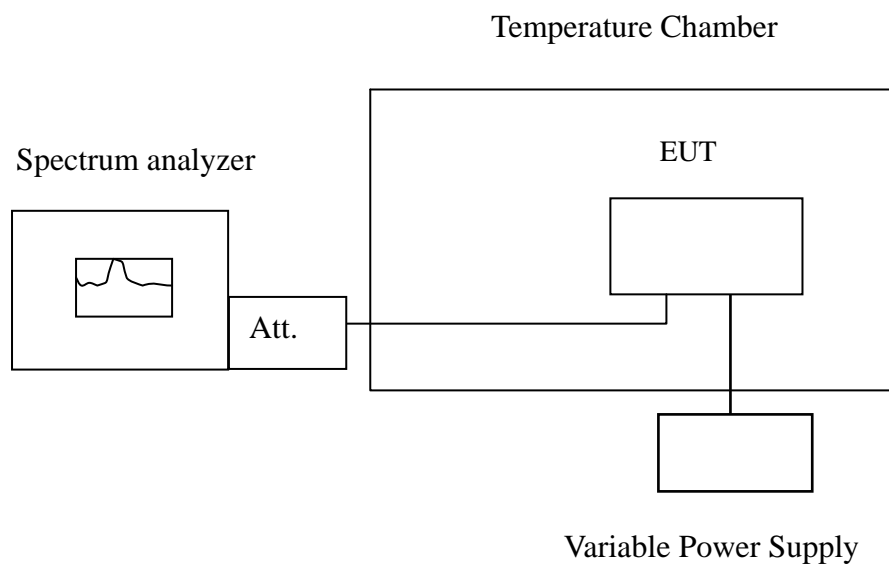 Temperature Chamber
Spectrum analyzer
EUT
Att.
Variable Power Supply